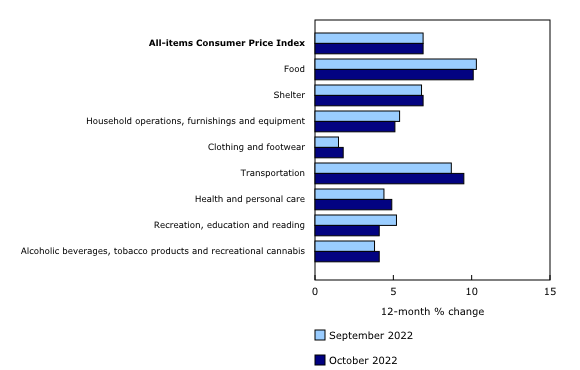 All-items Consumer Price Index
Food
Shelter
Household operations, furnishings and equipment
Clothing and footwear
Transportation
Health and personal care
Recreation, education and reading
Alcoholic beverages, tobacco products and recreational cannabis
0 5 10 15
12-month % change
September 2022
October 2022